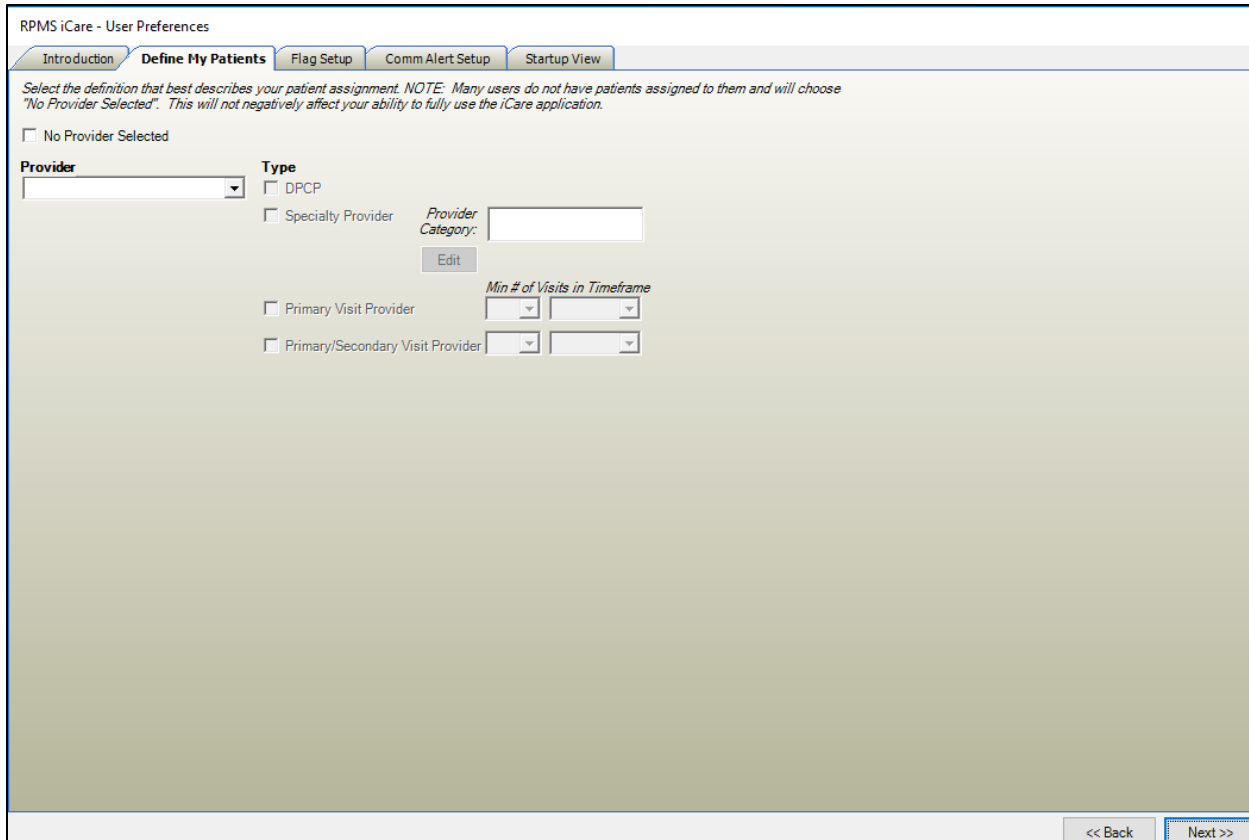 RPMS iCare - User Preferences
Introduction Define My Patients Flag Setup Comm Alert Setup Startup View
Select the definition that best describes your patient assignment. NOTE: Many users do not have patients assigned to them and will choose
"No Provider Selected". This will not negatively affect your ability to fully use the iCare application.
No Provider Selected
Provider Type
DPCP
Specialty Provider Provider
Category:
Edit
Min # of Visits in Timeframe
Primary Visit Provider
Primary/Secondary Visit Provider
<< Back Next >>